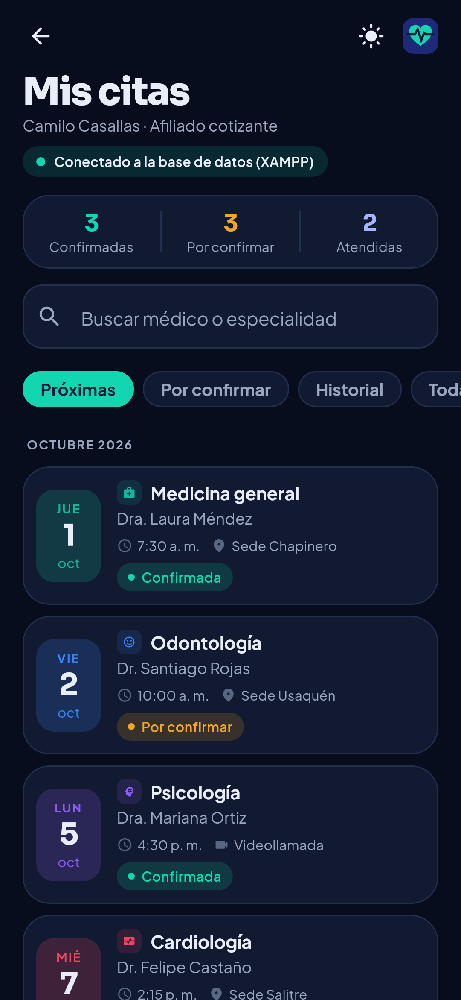 Mis citas
Camilo Casallas · Afiliado cotizante
Conectado a la base de datos (XAMPP)
3 3 2
Confirmadas Por confirmar Atendidas
Buscar médico o especialidad
Próximas Por confirmar Historial Toda
OCTUBRE 2026
JUE
1
oct
Medicina general
Dra. Laura Méndez
7:30 a. m. Sede Chapinero
Confirmada
VIE
2
oct
Odontología
Dr. Santiago Rojas
10:00 a. m. Sede Usaquén
Por confirmar
LUN
5
oct
Psicología
Dra. Mariana Ortiz
4:30 p. m. Videollamada
Confirmada
MIÉ
7
Cardiología
Dr. Felipe Castaño
2:15 p. m. Sede Salitre